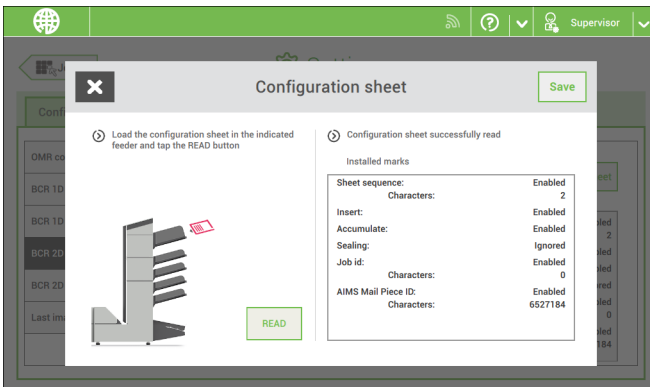 Supervisor
Configuration sheet
Save
Load the configuration sheet in the indicated
feeder and tap the READ button
READ
Configuration sheet successfully read
Installed marks
Sheet sequence: Enabled
Characters: 2
Insert: Enabled
Accumulate: Enabled
Sealing: Ignored
Job id: Enabled
Characters: 0
AIMS Mail Piece ID: Enabled
Characters: 6527184
OMR co
BCR 1D
BCR 1D
BCR 2D
BCR 2D
Last ima